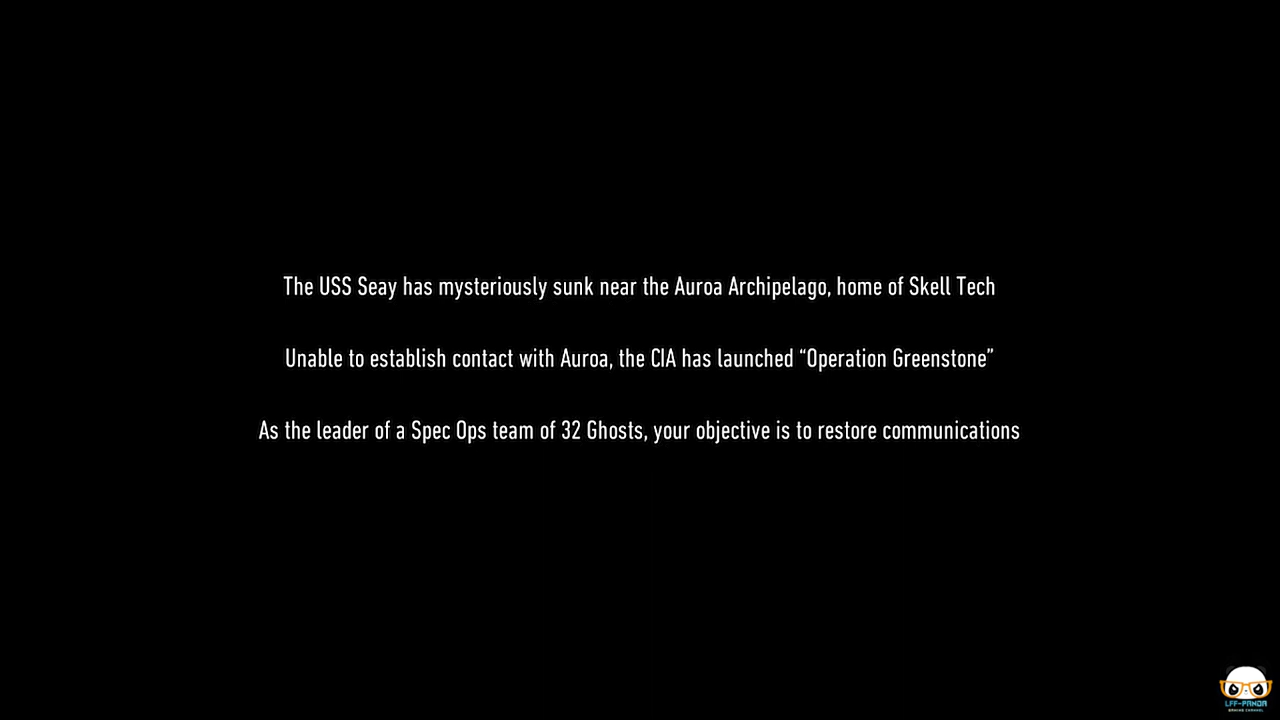 The USS Seay has mysteriously sunk near the Auroa Archipelago, home of Skell Tech
Unable to establish contact with Auroa, the CIA has launched “Operation Greenstone”
As the leader of a Spec Ops team of 32 Ghosts, your objective is to restore communications
LFF-PANDA
GAMING CHANNEL